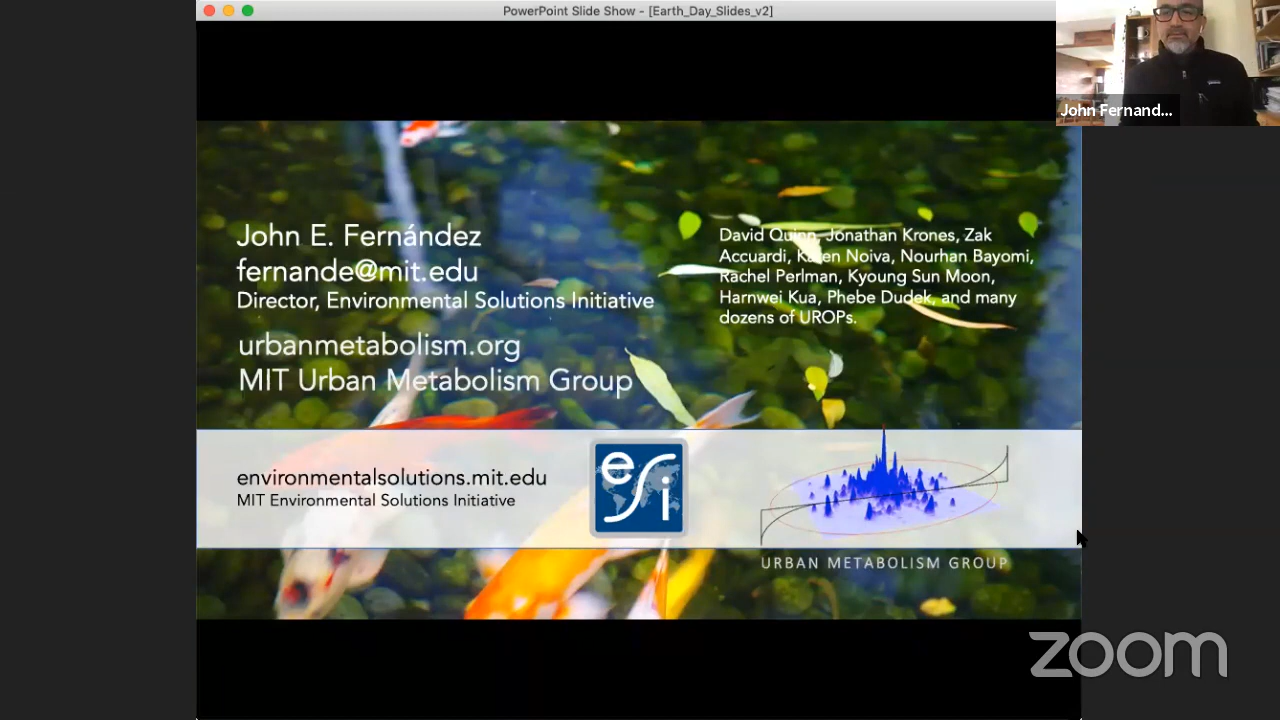 PowerPoint Slide Show - [Earth_Day_Slides_v2]
John Fernand...
John E. Fernández
fernande@mit.edu
Director, Environmental Solutions Initiative
urbanmetabolism.org
MIT Urban Metabolism Group
David Quinn, Jonathan Krones, Zak
Accuardi, Karen Noiva, Nourhan Bayomi,
Rachel Perlman, Kyoung Sun Moon,
Harnwei Kua, Phebe Dudek, and many
dozens of UROPs.
environmentalsolutions.mit.edu
MIT Environmental Solutions Initiative
esi
URBAN METABOLISM GROUP
zoom